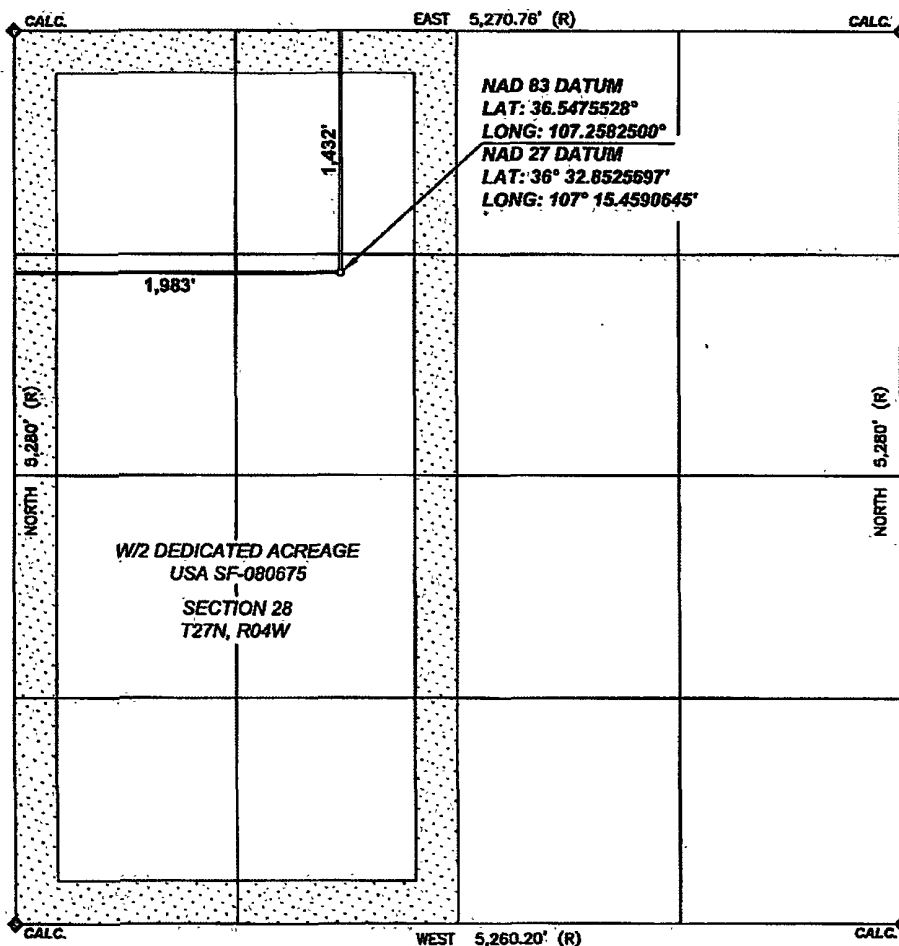 CALC.
EAST 5,270.76' (R)
CALC.
NAD 83 DATUM
LAT: 36.5475528°
LONG: 107.2582500°
NAD 27 DATUM
LAT: 36° 32.8525697'
LONG: 107° 15.4590645'
1,432'
1,983'
NORTH 5,280' (R)
NORTH 5,280' (R)
W/2 DEDICATED ACREAGE
USA SF-080675
SECTION 28
T27N, R04W
CALC.
WEST 5,260.20' (R)
CALC.